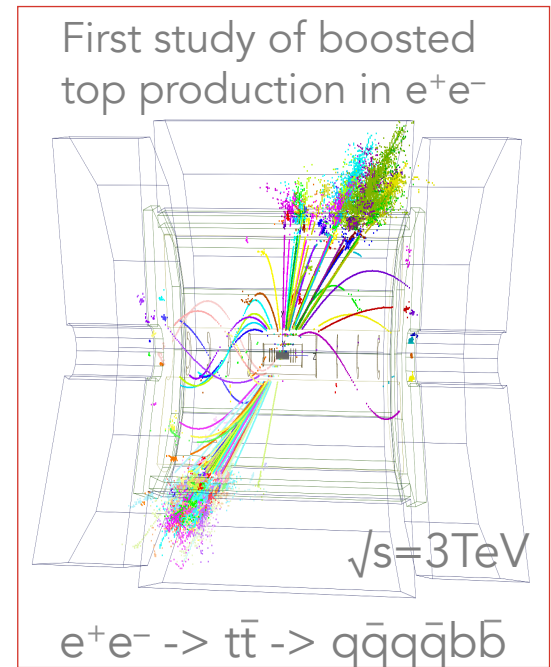 First study of boosted
top production in e⁺e⁻
z
√s=3TeV
e⁺e⁻ -> tt̄ -> qq̄qq̄bb̄